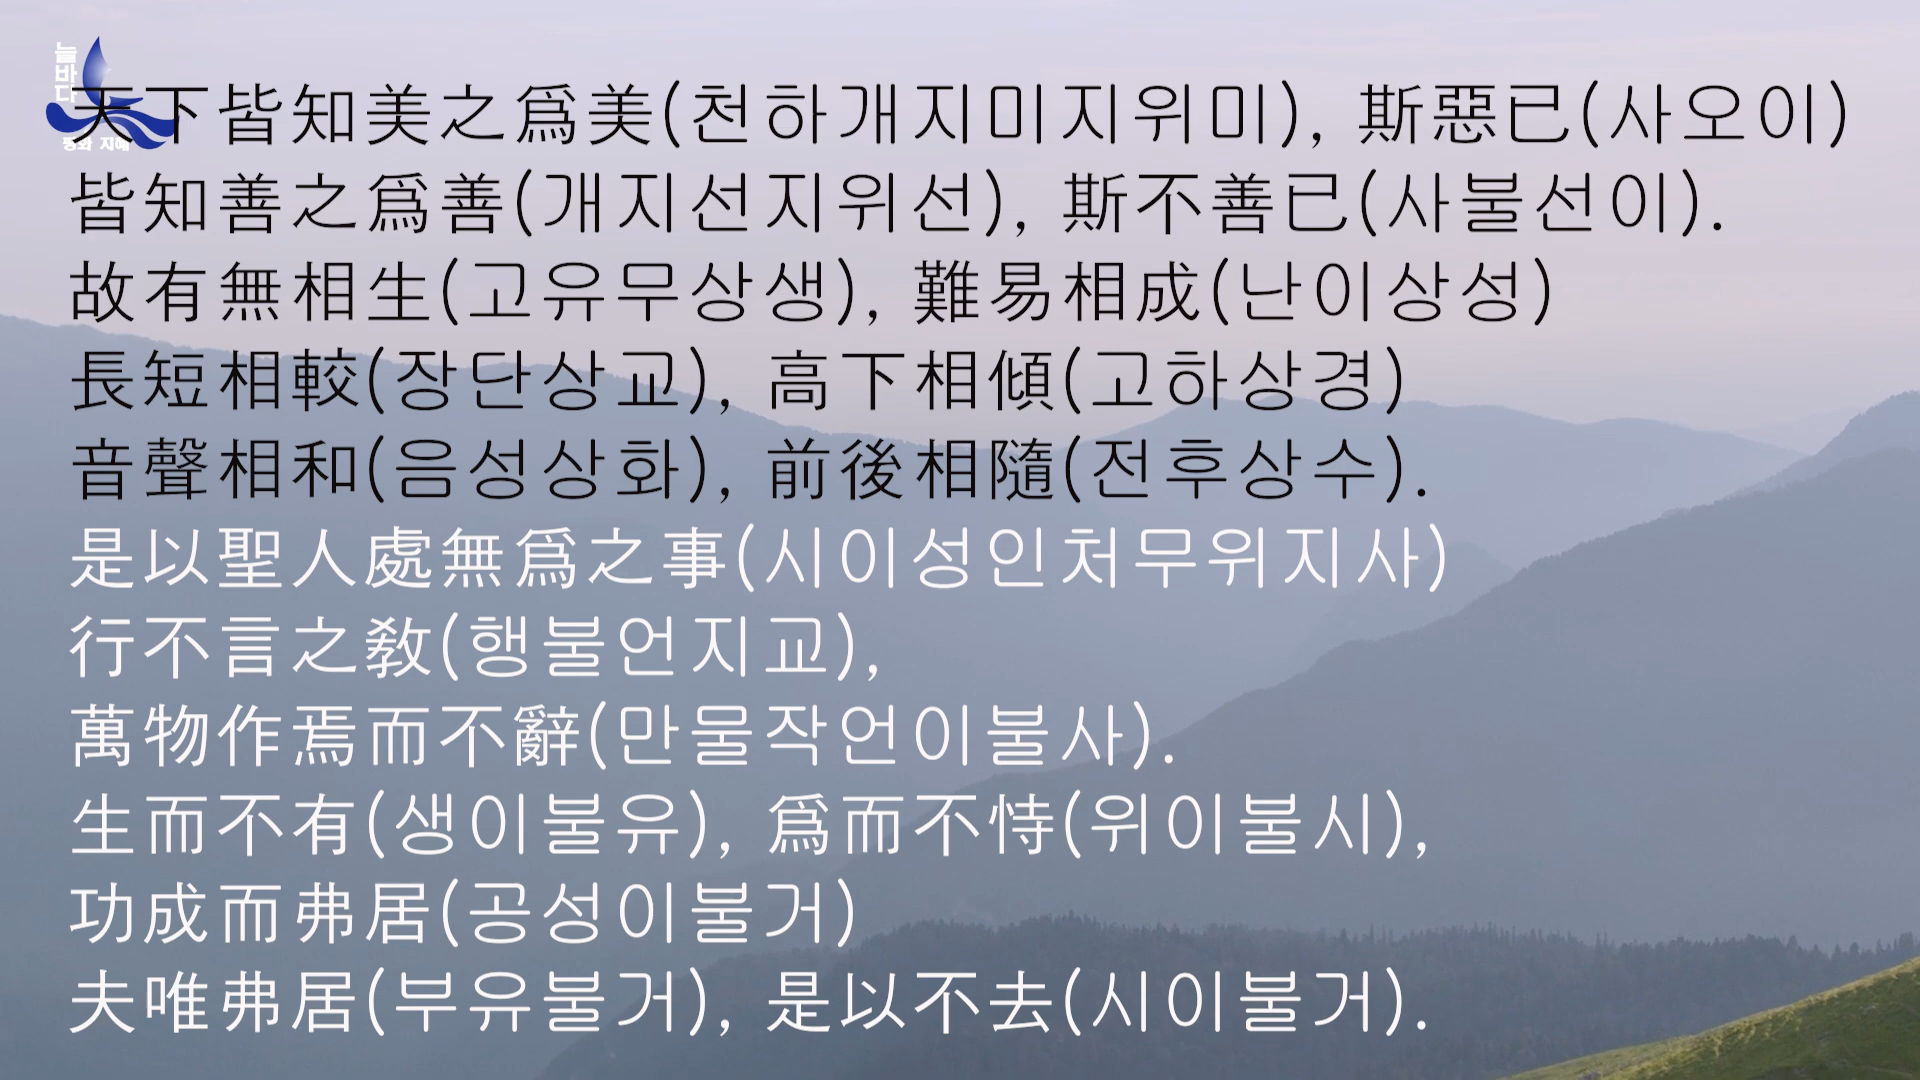 늘
바
다
평화 지혜
天下皆知美之爲美(천하개지미지위미), 斯惡已(사오이)
皆知善之爲善(개지선지위선), 斯不善已(사불선이).
故有無相生(고유무상생), 難易相成(난이상성)
長短相較(장단상교), 高下相傾(고하상경)
音聲相和(음성상화), 前後相隨(전후상수).
是以聖人處無爲之事(시이성인처무위지사)
行不言之敎(행불언지교),
萬物作焉而不辭(만물작언이불사).
生而不有(생이불유), 爲而不恃(위이불시),
功成而弗居(공성이불거)
夫唯弗居(부유불거), 是以不去(시이불거).